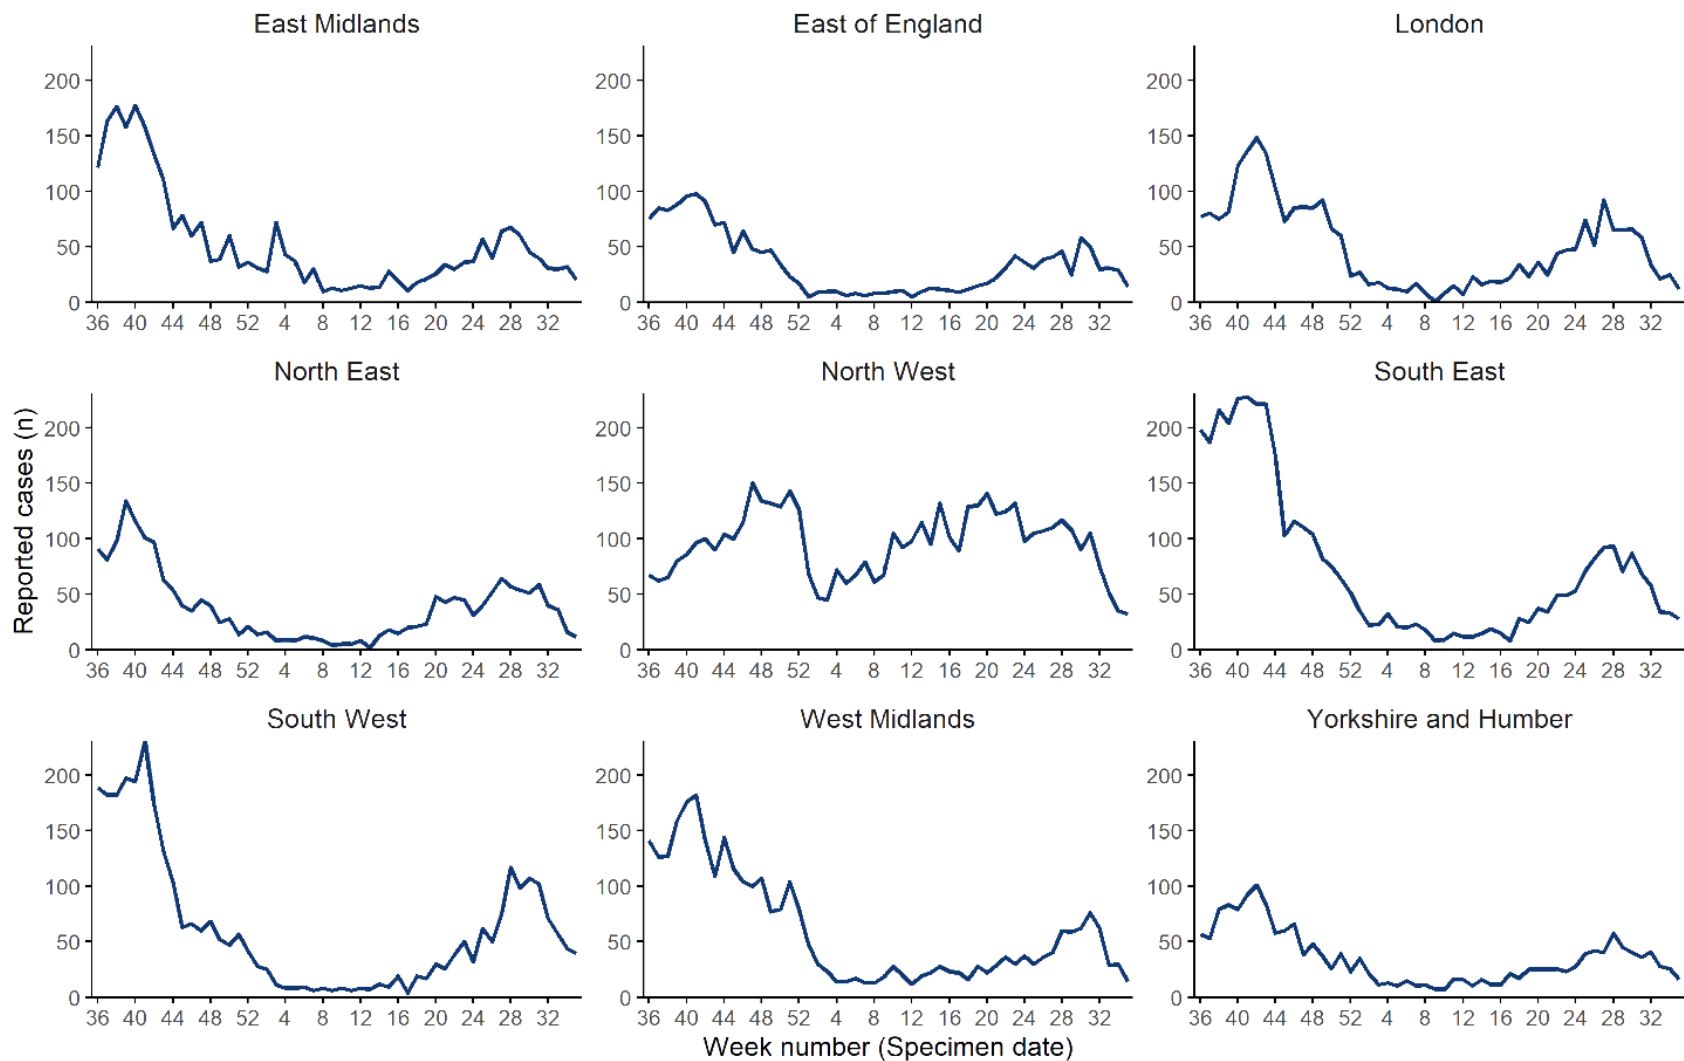 East Midlands East of England London
200 200 200
150 150 150
100 100 100
50 50 50
0 0 0
36 40 44 48 52 4 8 12 16 20 24 28 32 36 40 44 48 52 4 8 12 16 20 24 28 32 36 40 44 48 52 4 8 12 16 20 24 28 32
North East North West South East
Reported cases (n)
200 200 200
150 150 150
100 100 100
50 50 50
0 0 0
36 40 44 48 52 4 8 12 16 20 24 28 32 36 40 44 48 52 4 8 12 16 20 24 28 32 36 40 44 48 52 4 8 12 16 20 24 28 32
South West West Midlands Yorkshire and Humber
200 200 200
150 150 150
100 100 100
50 50 50
0 0 0
36 40 44 48 52 4 8 12 16 20 24 28 32 36 40 44 48 52 4 8 12 16 20 24 28 32 36 40 44 48 52 4 8 12 16 20 24 28 32
Week number (Specimen date)